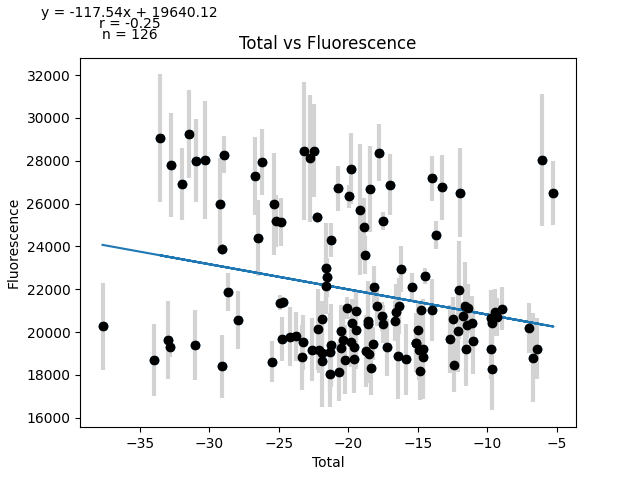 y = -117.54x + 19640.12
r = -0.25
n = 126
Total vs Fluorescence
32000
30000
28000
26000
24000
22000
20000
18000
16000
Fluorescence
−35 −30 −25 −20 −15 −10 −5
Total